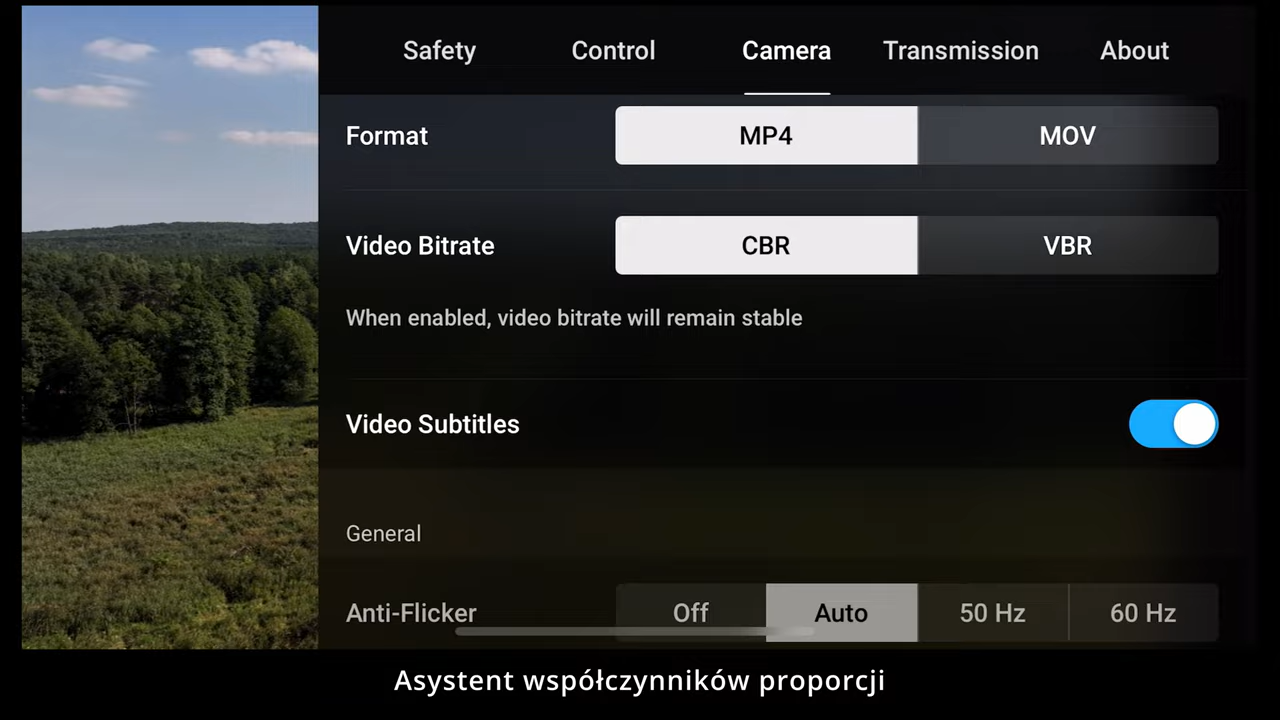 Safety Control Camera Transmission About
Format MP4 MOV
Video Bitrate CBR VBR
When enabled, video bitrate will remain stable
Video Subtitles
General
Anti-Flicker Off Auto 50 Hz 60 Hz
Asystent współczynników proporcji